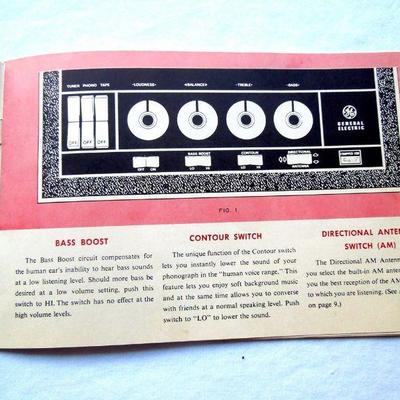 TUNER PHONO TAPE
-LOUDNESS+
-BALANCE+
-TREBLE+
-BASS+
OFF OFF OFF
GE
GENERAL
ELECTRIC
BASS BOOST
CONTOUR
DIRECTIONAL
OFF ON
LO HI
LO HI
ANTENNA
FIG. 1
BASS BOOST
The Bass Boost circuit compensates for
the human ear's inability to hear bass sounds
at a low listening level. Should more bass be
desired at a low volume setting, push this
switch to HI. The switch has no effect at the
high volume levels.
CONTOUR SWITCH
The unique function of the Contour switch
lets you instantly lower the sound of your
phonograph in the "human voice range." This
feature lets you enjoy soft background music
and at the same time allows you to converse
with friends at a normal speaking level. Push
switch to "LO" to lower the sound.
DIRECTIONAL ANTEN
SWITCH (AM)
The Directional AM Antenn
you select the built-in AM anten
you the best reception of the AM
to which you are listening. (See
on page 9.)